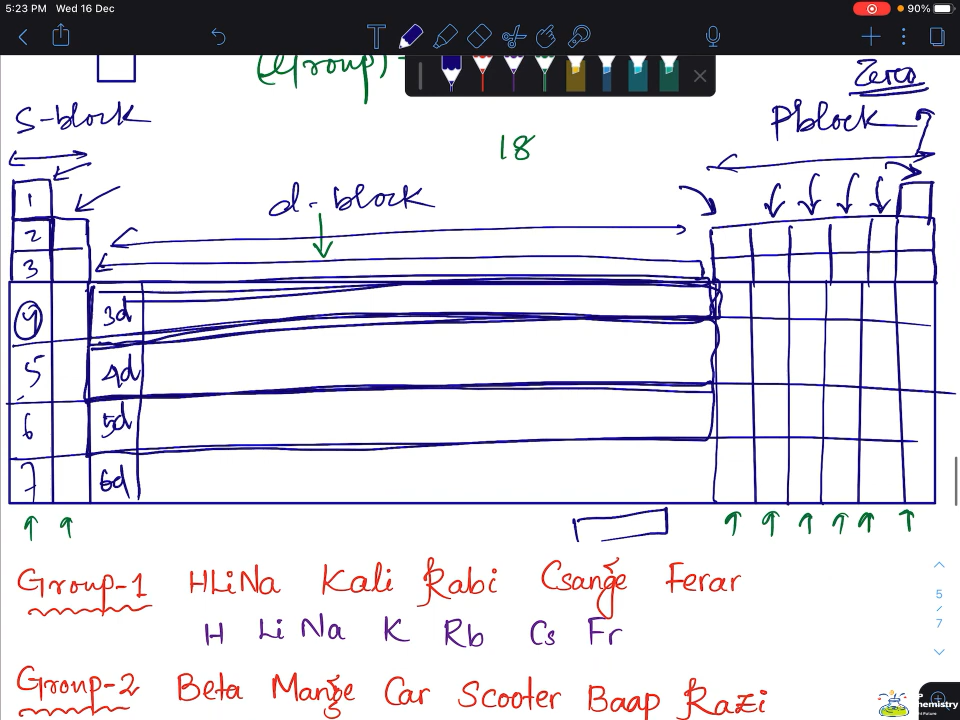 5:23 PM Wed 16 Dec
90%
(Group)
Zero
S-block
P block
18
d-block
1
2
3
4 3d
5 4d
6 5d
7 6d
5
7
Group-1 HLiNa Kali Rabi Csange Ferar
H Li Na K Rb Cs Fr
Group-2 Beta Mange Car Scooter Baap Razi